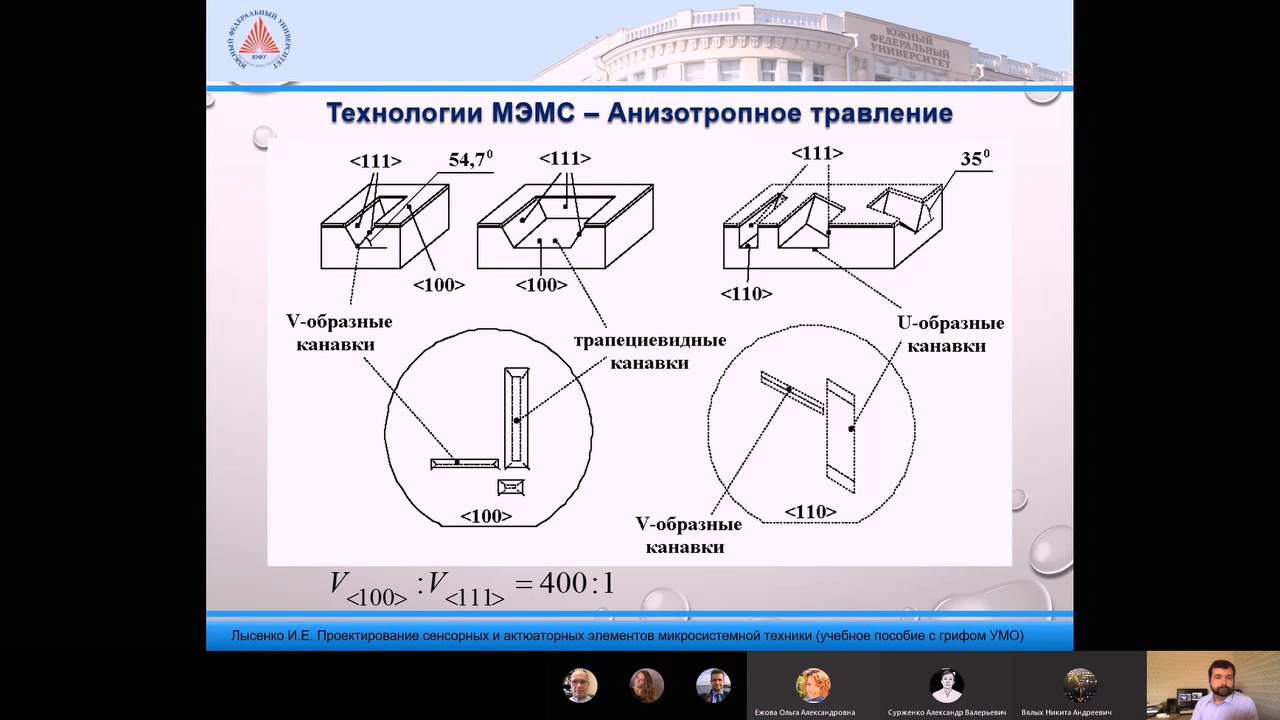 ЮЖНЫЙ ФЕДЕРАЛЬНЫЙ УНИВЕРСИТЕТ
ЮФУ
ЮЖНЫЙ
ФЕДЕРАЛЬНЫЙ
УНИВЕРСИТЕТ
Технологии МЭМС – Анизотропное травление
<111>
54,7⁰
<111>
<111>
35⁰
<100>
<100>
<110>
V-образные
канавки
трапециевидные
канавки
U-образные
канавки
<100>
<110>
V-образные
канавки
V<100> : V<111> = 400 : 1
Лысенко И.Е. Проектирование сенсорных и актюаторных элементов микросистемной техники (учебное пособие с грифом УМО)
Ежова Ольга Александровна
Сурженко Александр Валерьевич
Вялых Никита Андреевич